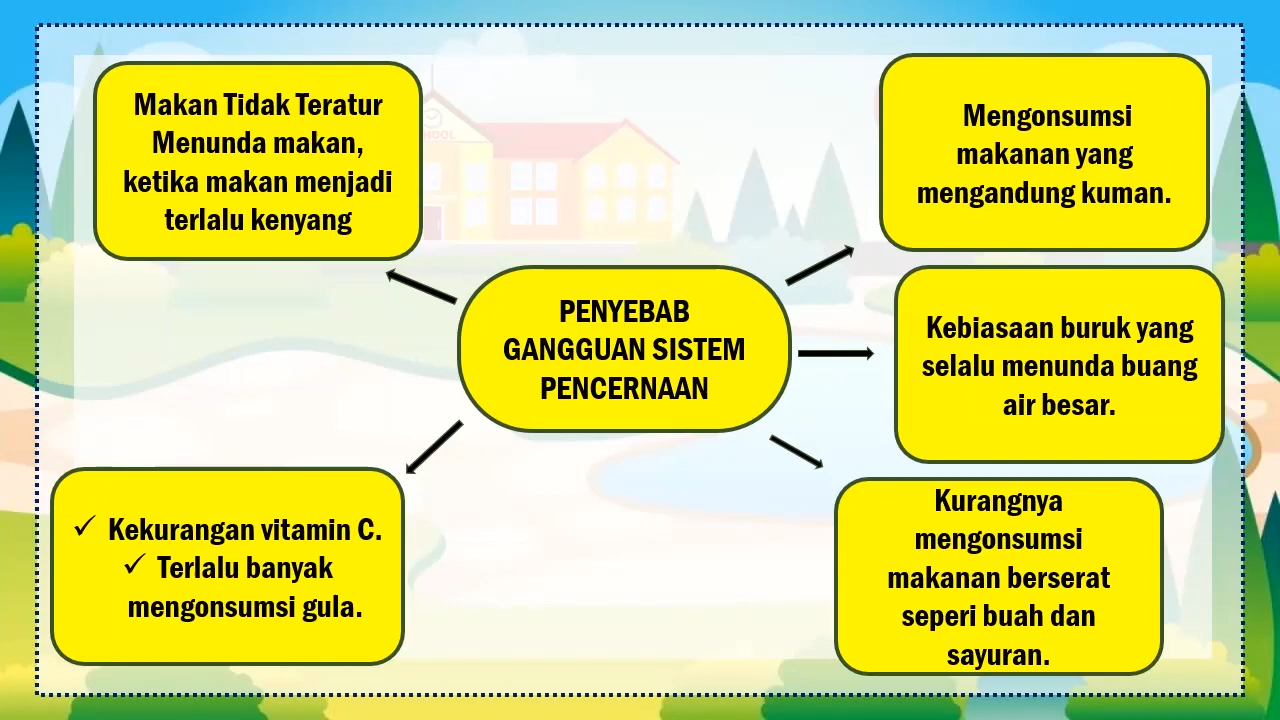 Makan Tidak Teratur
Menunda makan,
ketika makan menjadi
terlalu kenyang
Mengonsumsi
makanan yang
mengandung kuman.
PENYEBAB
GANGGUAN SISTEM
PENCERNAAN
Kebiasaan buruk yang
selalu menunda buang
air besar.
✓ Kekurangan vitamin C.
✓ Terlalu banyak
mengonsumsi gula.
Kurangnya
mengonsumsi
makanan berserat
seperi buah dan
sayuran.